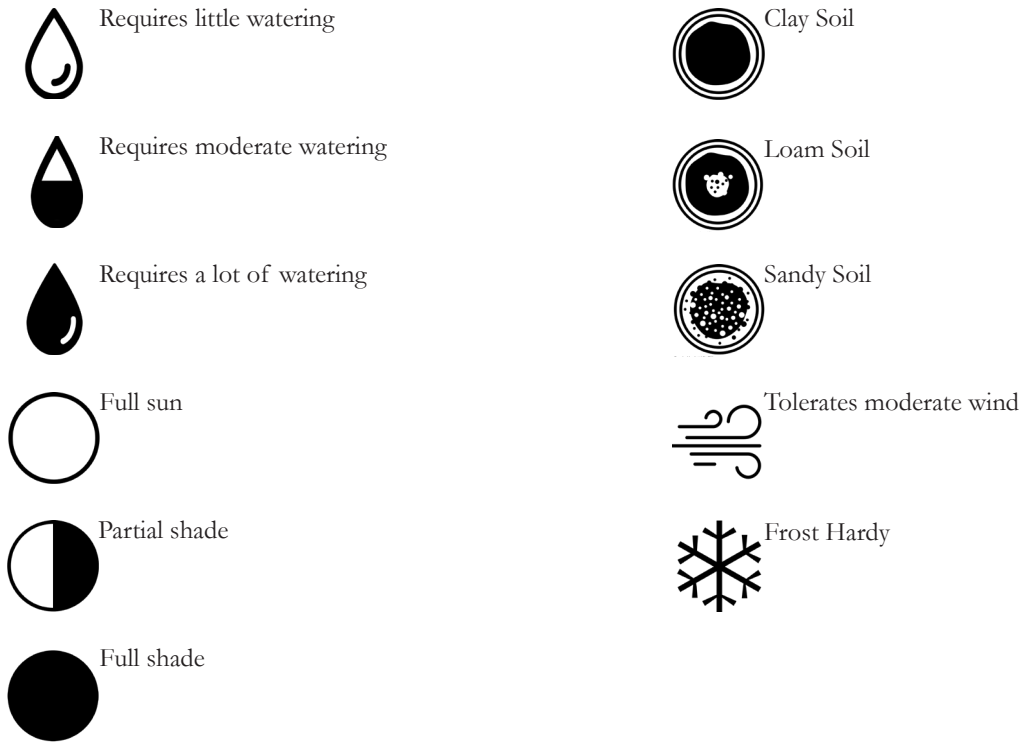 Requires little watering
Requires moderate watering
Requires a lot of watering
Full sun
Partial shade
Full shade
Clay Soil
Loam Soil
Sandy Soil
Tolerates moderate wind
Frost Hardy